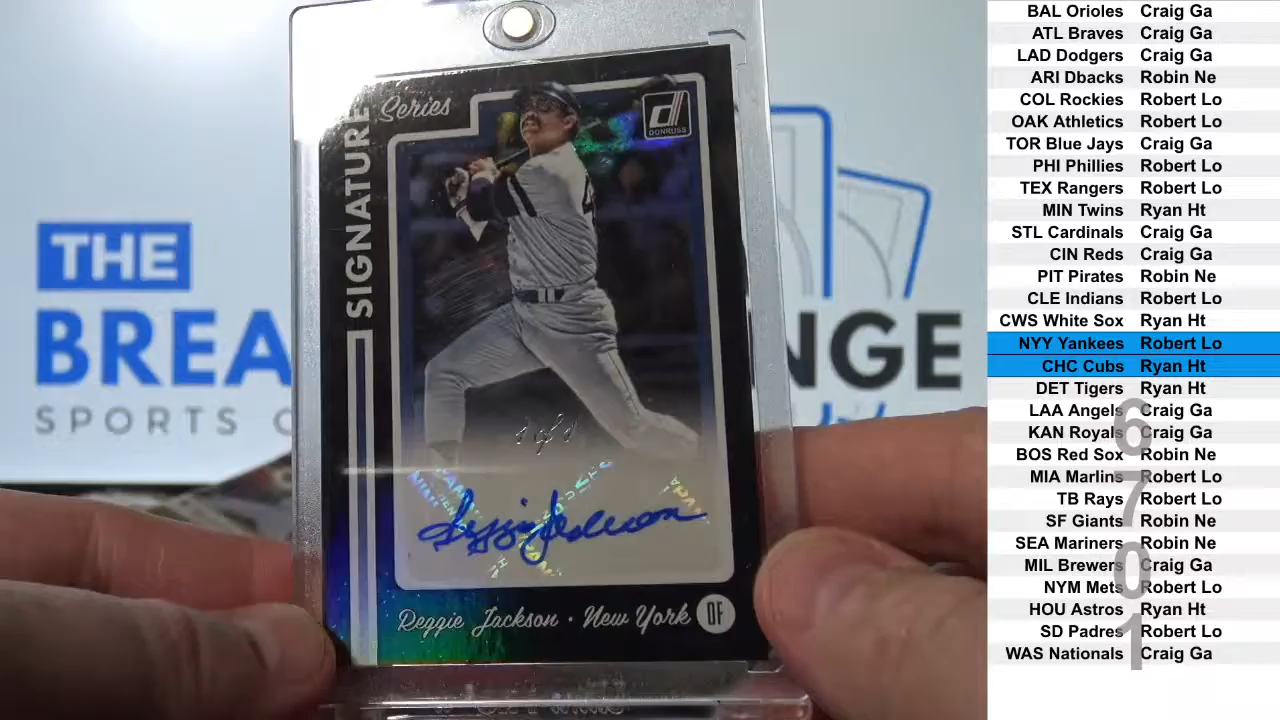 SIGNATURE
Series
DONRUSS
1 of 1
Reggie Jackson
Reggie Jackson • New York
OF
THE
BREA
NGE
SPORTS C
BAL Orioles Craig Ga
ATL Braves Craig Ga
LAD Dodgers Craig Ga
ARI Dbacks Robin Ne
COL Rockies Robert Lo
OAK Athletics Robert Lo
TOR Blue Jays Craig Ga
PHI Phillies Robert Lo
TEX Rangers Robert Lo
MIN Twins Ryan Ht
STL Cardinals Craig Ga
CIN Reds Craig Ga
PIT Pirates Robin Ne
CLE Indians Robert Lo
CWS White Sox Ryan Ht
NYY Yankees Robert Lo
CHC Cubs Ryan Ht
DET Tigers Ryan Ht
LAA Angels Craig Ga
KAN Royals Craig Ga
BOS Red Sox Robin Ne
MIA Marlins Robert Lo
TB Rays Robert Lo
SF Giants Robin Ne
SEA Mariners Robin Ne
MIL Brewers Craig Ga
NYM Mets Robert Lo
HOU Astros Ryan Ht
SD Padres Robert Lo
WAS Nationals Craig Ga
6701